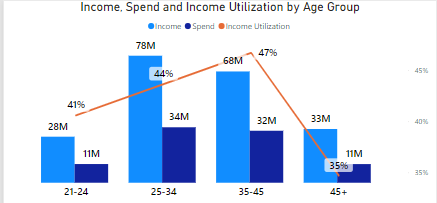 Income, Spend and Income Utilization by Age Group
Income Spend Income Utilization
78M
68M 47%
45%
44%
41%
34M 33M
40%
28M 32M
11M 11M
35% 35%
21-24 25-34 35-45 45+